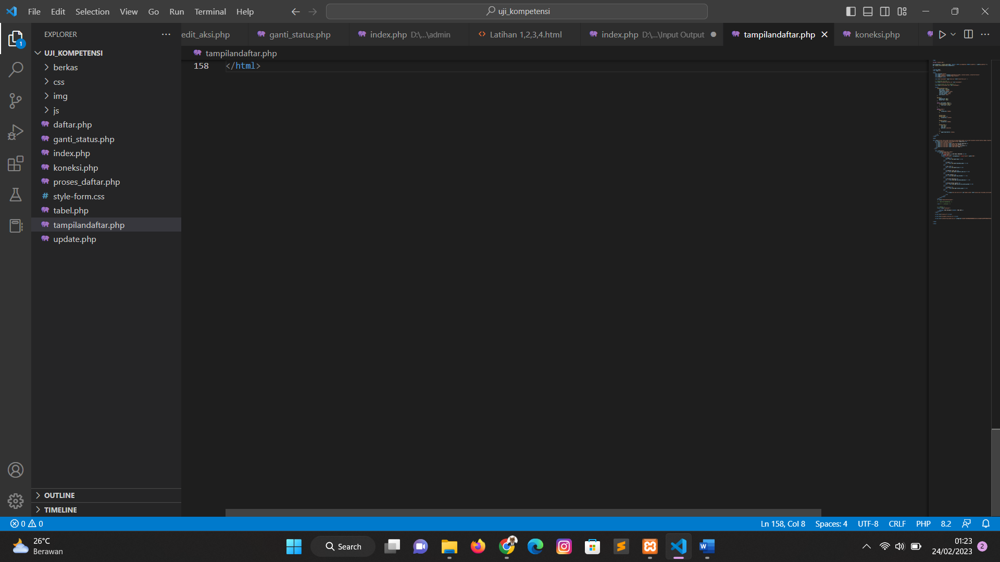 File Edit Selection View Go Run Terminal Help
uji_kompetensi
EXPLORER
1
edit_aksi.php
ganti_status.php
index.php D:\...\admin
Latihan 1,2,3,4.html
index.php D:\...\Input Output
tampilandaftar.php
koneksi.php
UJI_KOMPETENSI
berkas
css
img
js
daftar.php
ganti_status.php
index.php
koneksi.php
proses_daftar.php
style-form.css
tabel.php
tampilandaftar.php
update.php
OUTLINE
TIMELINE
tampilandaftar.php
158 </html>
0 0
Ln 158, Col 8 Spaces: 4 UTF-8 CRLF PHP 8.2
26°C
Berawan
Search
01:23
24/02/2023
2